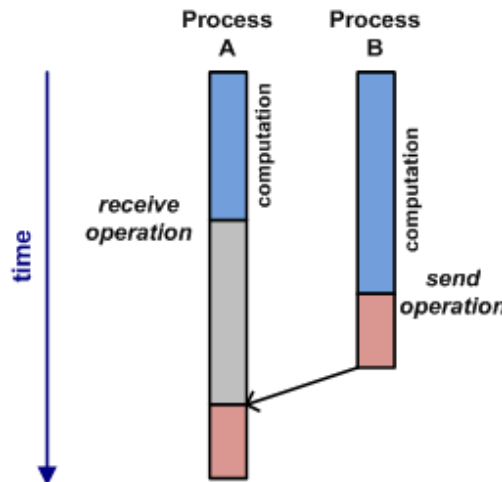 Process
A
Process
B
computation
receive
operation
computation
time
send
operation